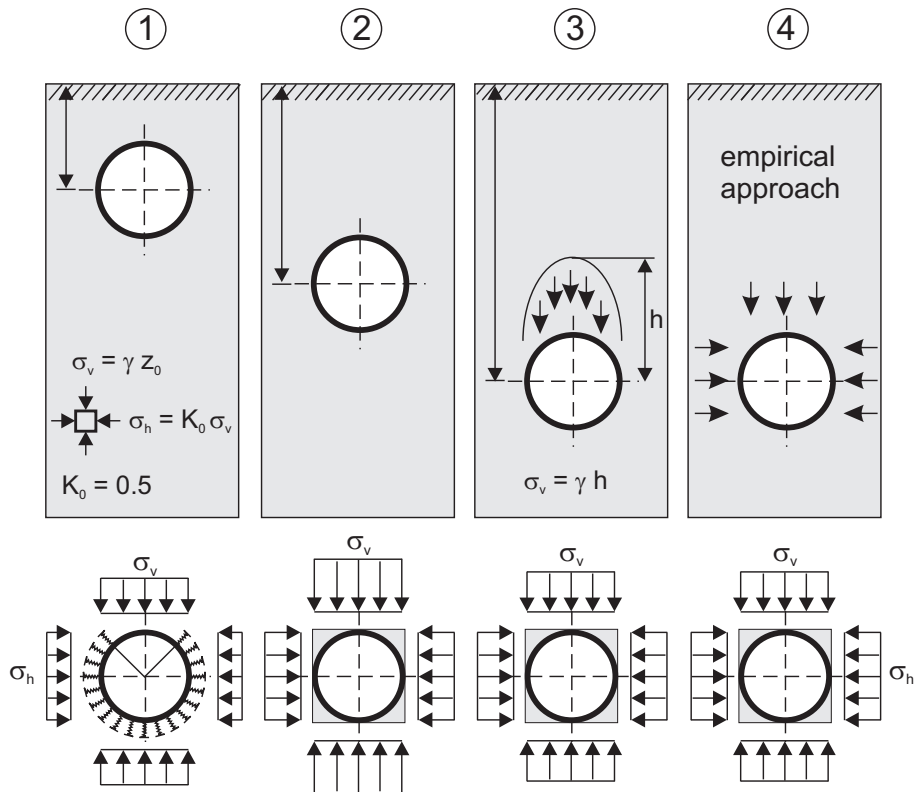 1 2 3 4
empirical
approach
h
σv = γ z0
σh = K0 σv
K0 = 0.5
σv = γ h
σv σv σv σv
σh σh